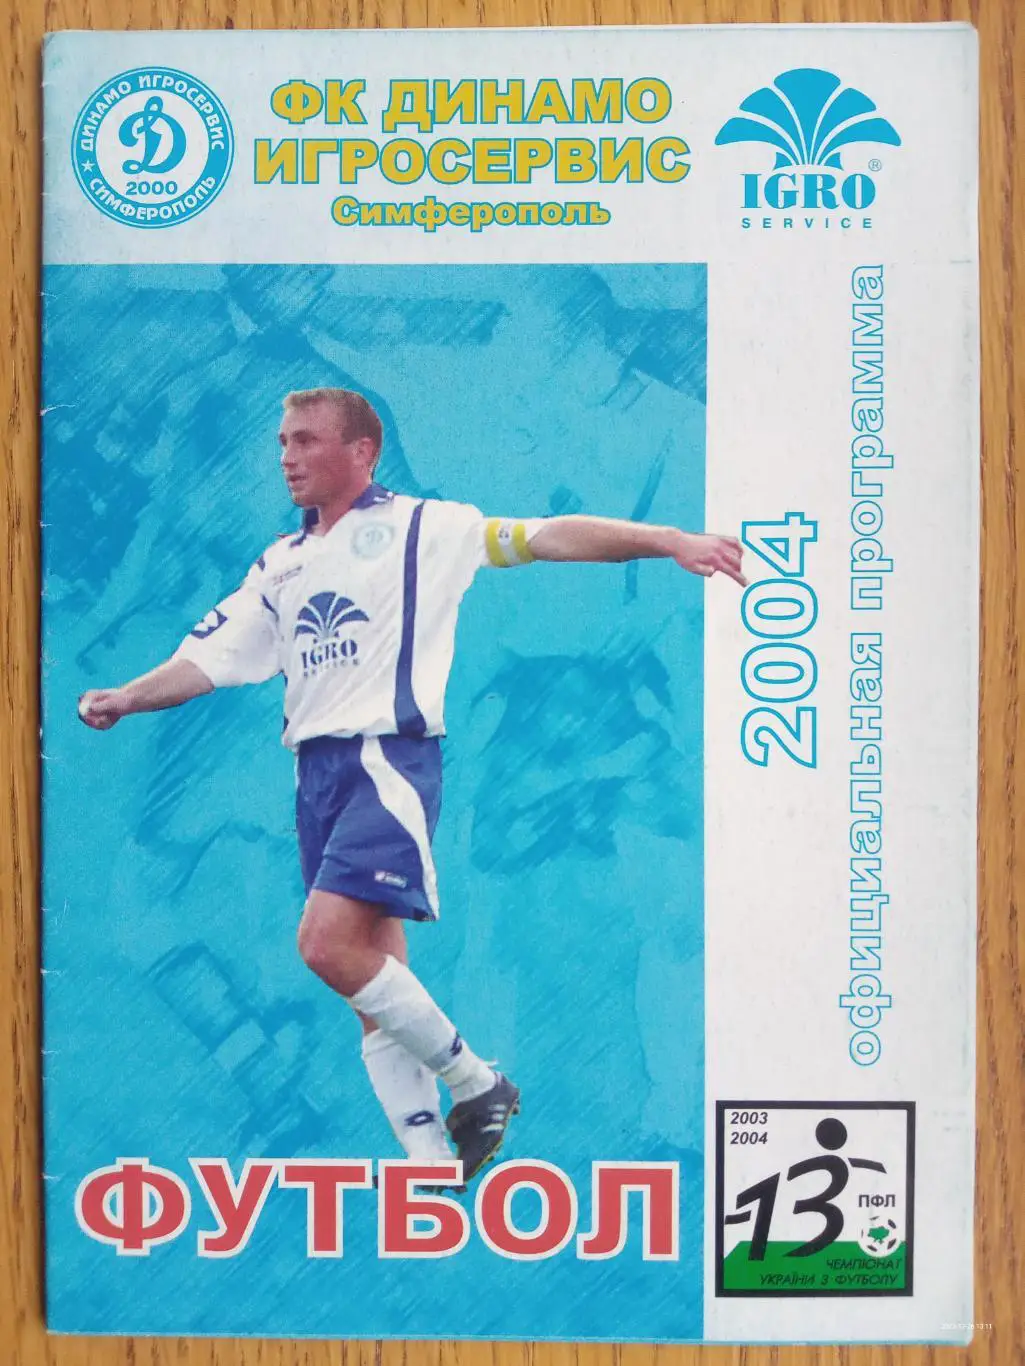 ДИНАМО ИГРОСЕРВИС
Д
2000
★ СИМФЕРОПОЛЬ
ФК ДИНАМО
ИГРОСЕРВИС
Симферополь
IGRO ®
SERVICE
официальная программа
2004
IGRO
SERVICE
2003
2004
13
ПФЛ
ЧЕМПІОНАТ
УКРАЇНИ З ФУТБОЛУ
ФУТБОЛ